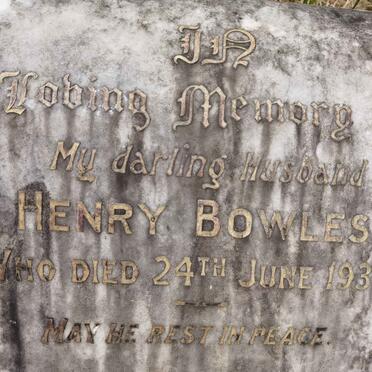 In
Loving Memory
My darling Husband
HENRY BOWLES
WHO DIED 24TH JUNE 193
MAY HE REST IN PEACE.